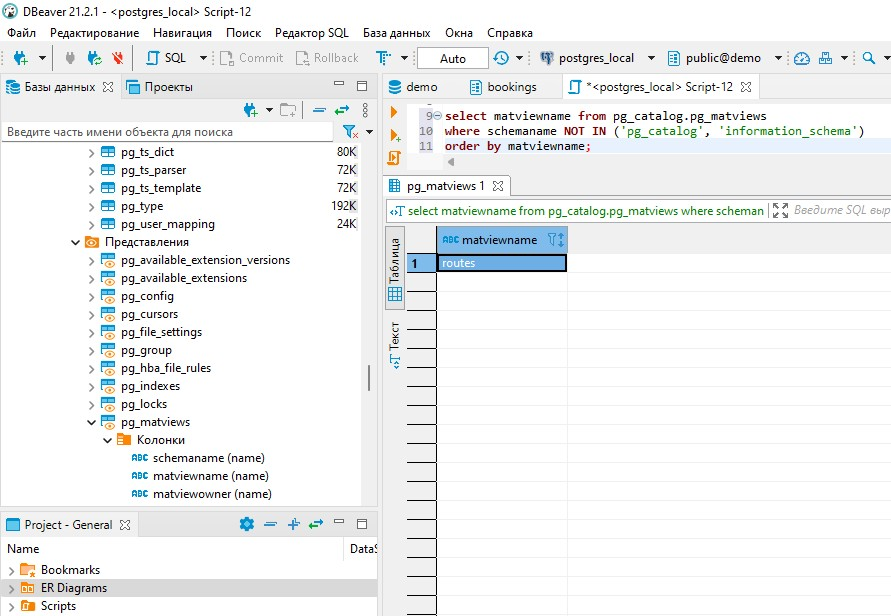 DBeaver 21.2.1 - <postgres_local> Script-12
Файл Редактирование Навигация Поиск Редактор SQL База данных Окна Справка
SQL Commit Rollback Auto postgres_local public@demo
Базы данных Проекты
Введите часть имени объекта для поиска
pg_ts_dict 80K
pg_ts_parser 72K
pg_ts_template 72K
pg_type 192K
pg_user_mapping 24K
Представления
pg_available_extension_versions
pg_available_extensions
pg_config
pg_cursors
pg_file_settings
pg_group
pg_hba_file_rules
pg_indexes
pg_locks
pg_matviews
Колонки
ABC schemaname (name)
ABC matviewname (name)
ABC matviewowner (name)
Project - General
Name DataS
Bookmarks
ER Diagrams
Scripts
demo bookings *<postgres_local> Script-12
9 select matviewname from pg_catalog.pg_matviews
10 where schemaname NOT IN ('pg_catalog', 'information_schema')
11 order by matviewname;
pg_matviews 1
select matviewname from pg_catalog.pg_matviews where scheman Введите SQL выр
Таблица
Текст
ABC matviewname
1 routes